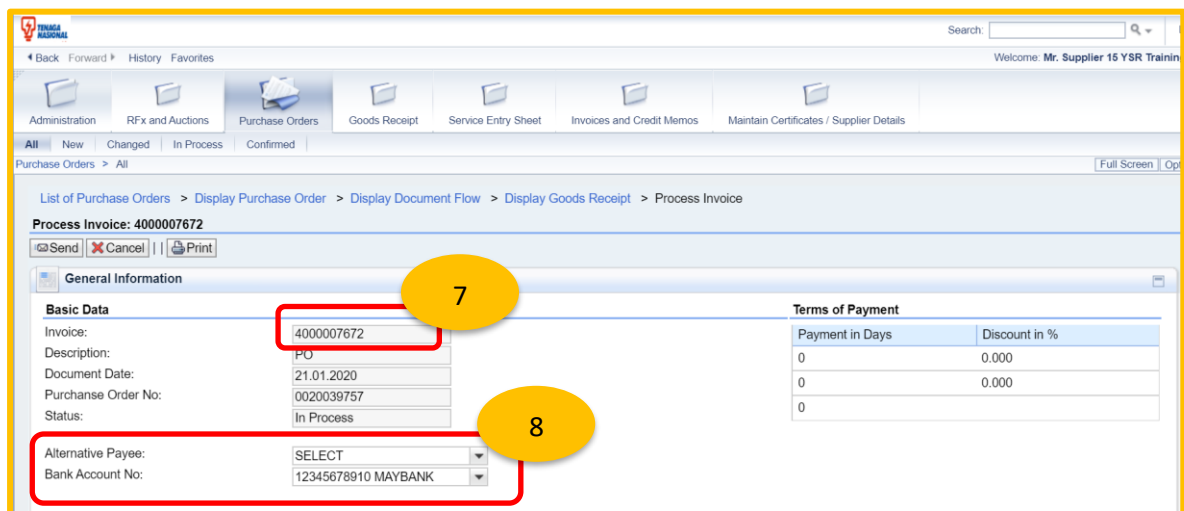 TENAGA
NASIONAL
Search:
Back Forward History Favorites
Welcome: Mr. Supplier 15 YSR Training
Administration RFx and Auctions Purchase Orders Goods Receipt Service Entry Sheet Invoices and Credit Memos Maintain Certificates / Supplier Details
All New Changed In Process Confirmed
Purchase Orders > All
Full Screen Opt
List of Purchase Orders > Display Purchase Order > Display Document Flow > Display Goods Receipt > Process Invoice
Process Invoice: 4000007672
Send Cancel | | Print
General Information
7
Basic Data
Terms of Payment
Invoice: 4000007672
Payment in Days Discount in %
Description: PO
0 0.000
Document Date: 21.01.2020
0 0.000
Purchanse Order No: 0020039757
0
Status: In Process
8
Alternative Payee: SELECT
Bank Account No: 12345678910 MAYBANK